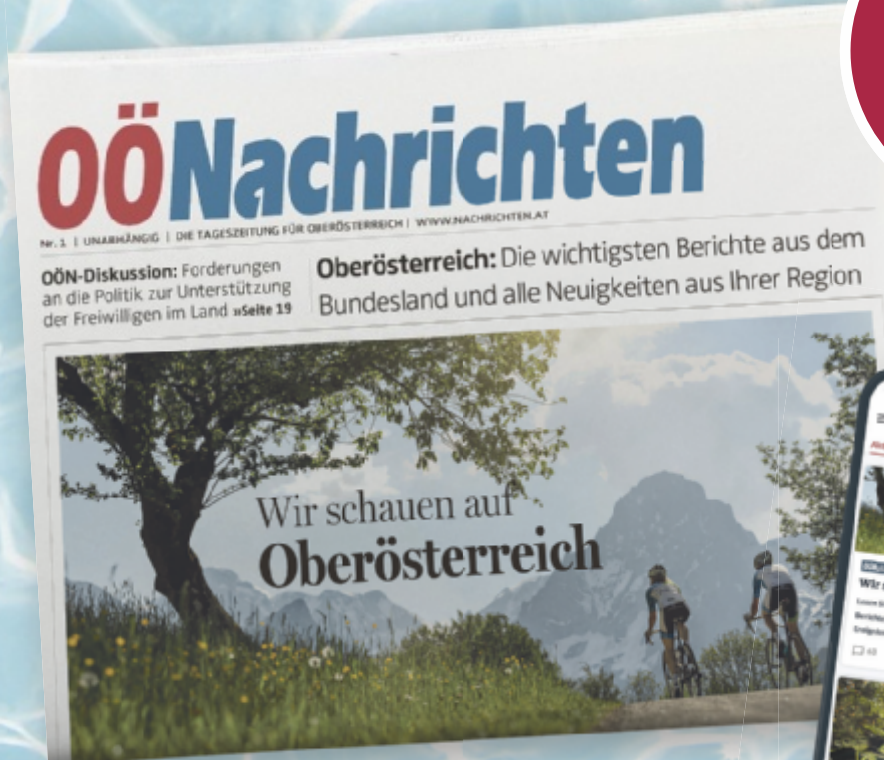 OÖNachrichten
Nr. 1 | UNABHÄNGIG | DIE TAGESZEITUNG FÜR OBERÖSTERREICH | WWW.NACHRICHTEN.AT
OÖN-Diskussion: Forderungen
an die Politik zur Unterstützung
der Freiwilligen im Land »Seite 19
Oberösterreich: Die wichtigsten Berichte aus dem
Bundesland und alle Neuigkeiten aus Ihrer Region
Wir schauen auf
Oberösterreich